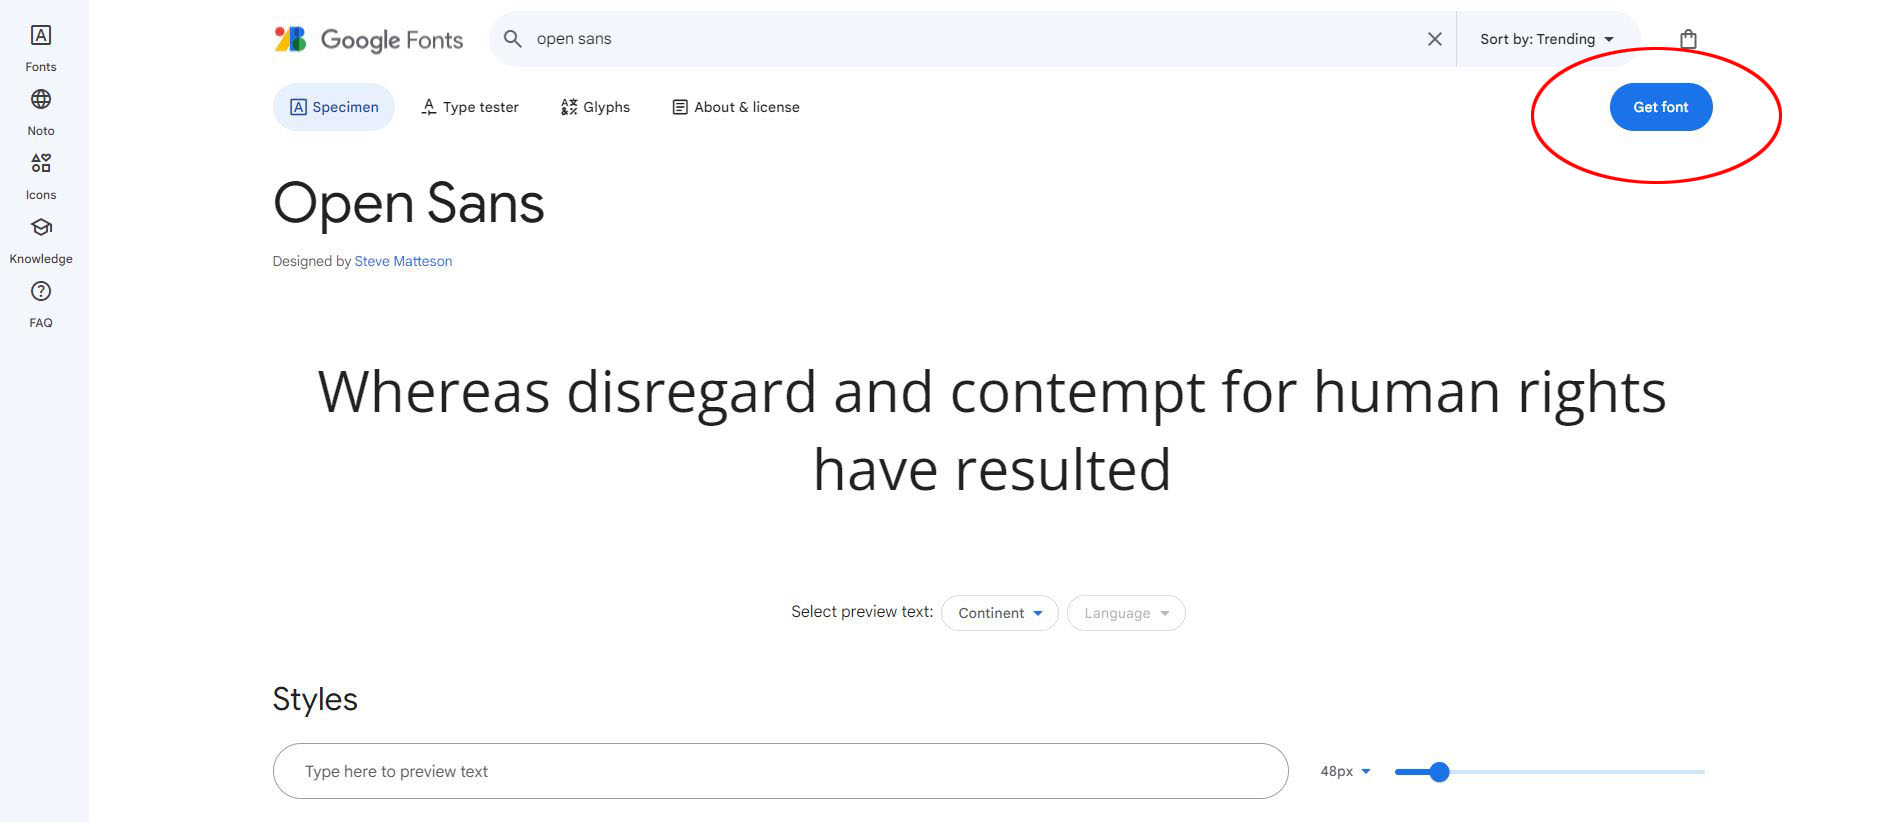 Fonts
Noto
Icons
Knowledge
FAQ
Google Fonts
open sans
Sort by: Trending
Specimen
Type tester
Glyphs
About & license
Get font
Open Sans
Designed by Steve Matteson
Whereas disregard and contempt for human rights
have resulted
Select preview text:
Continent
Language
Styles
Type here to preview text
48px